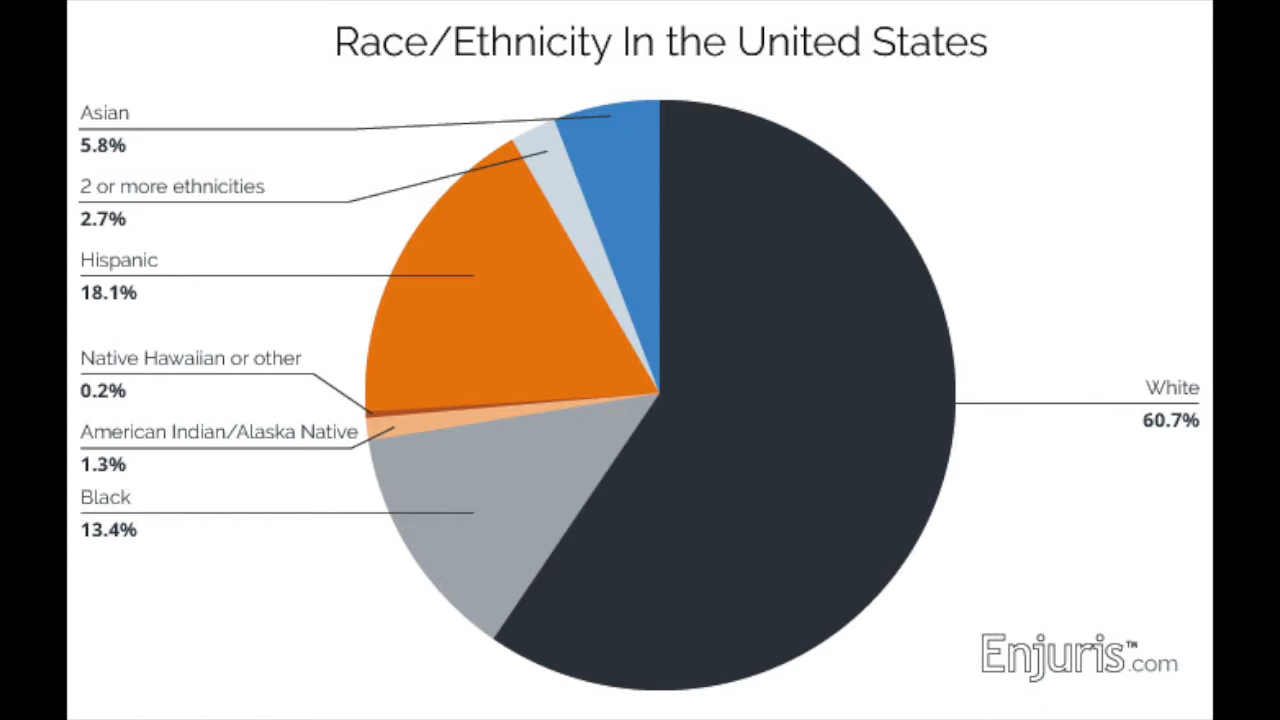 Race/Ethnicity In the United States
Asian
5.8%
2 or more ethnicities
2.7%
Hispanic
18.1%
Native Hawaiian or other
0.2%
American Indian/Alaska Native
1.3%
Black
13.4%
White
60.7%
Enjuris™.com